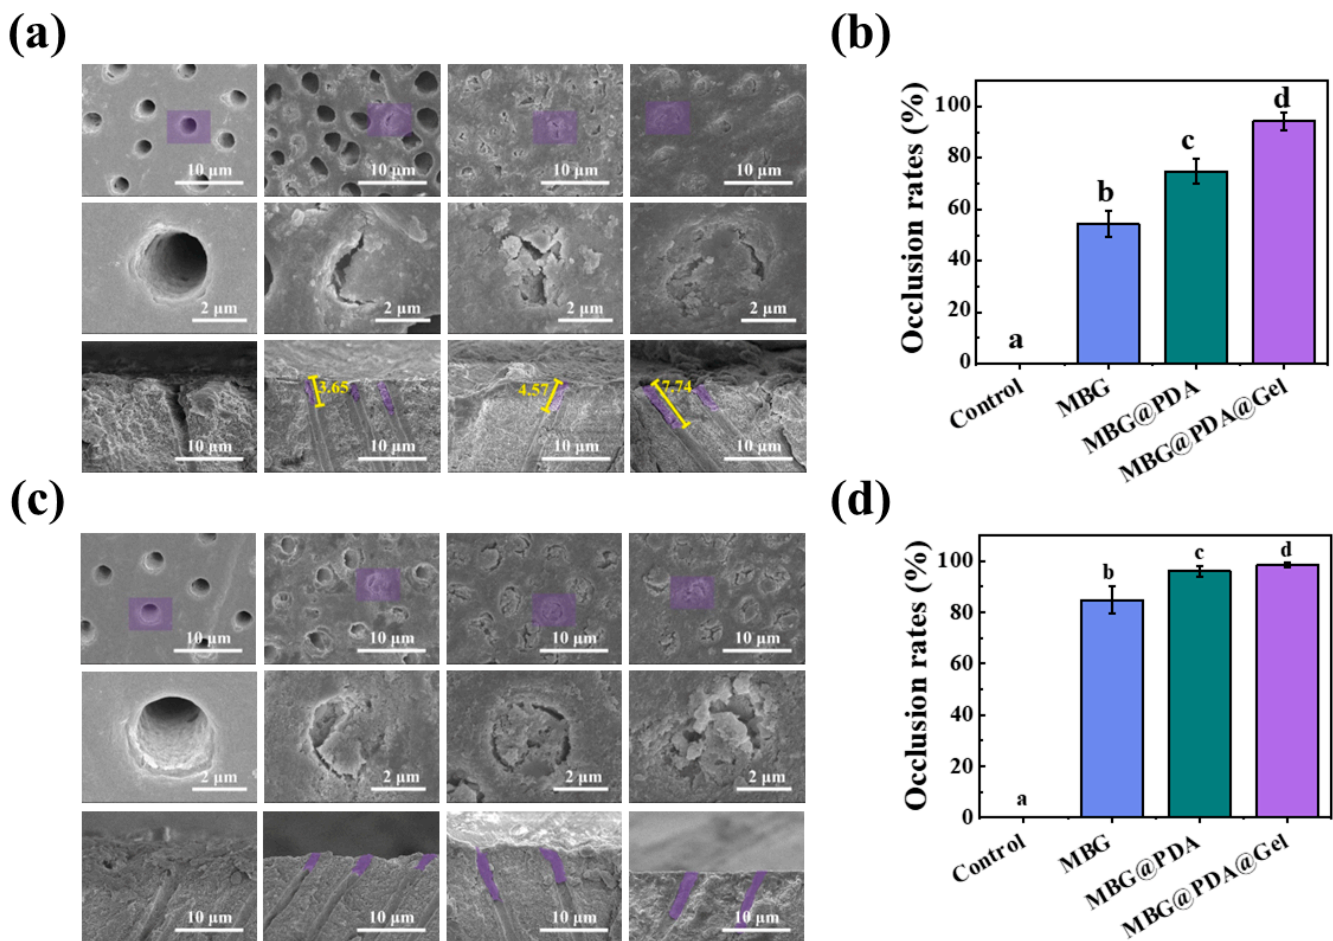 (a)
10 μm
10 μm
10 μm
10 μm
2 μm
2 μm
2 μm
2 μm
3.65
4.57
7.74
10 μm
10 μm
10 μm
10 μm
(b)
Occlusion rates (%)
100
80
60
40
20
0
a
b
c
d
Control
MBG
MBG@PDA
MBG@PDA@Gel
(c)
10 μm
10 μm
10 μm
10 μm
2 μm
2 μm
2 μm
2 μm
10 μm
10 μm
10 μm
10 μm
(d)
Occlusion rates (%)
100
80
60
40
20
0
a
b
c
d
Control
MBG
MBG@PDA
MBG@PDA@Gel